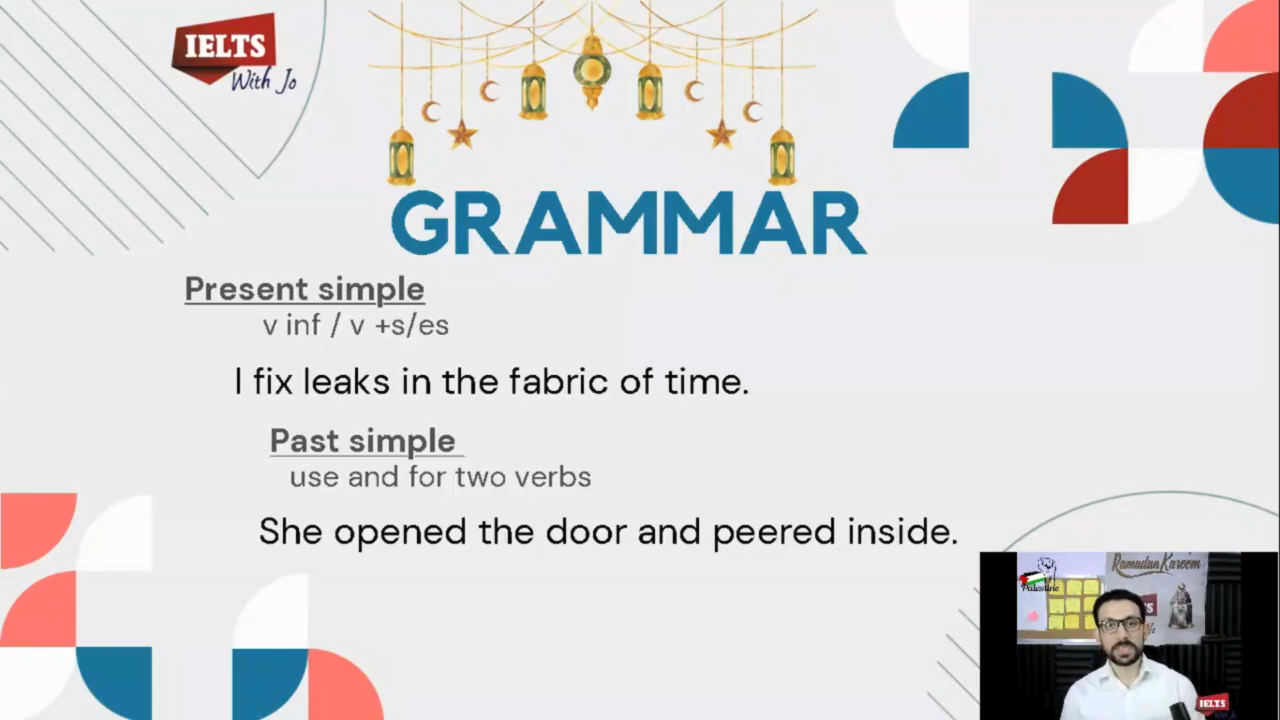 IELTS
With Jo
GRAMMAR
Present simple
v inf / v +s/es
I fix leaks in the fabric of time.
Past simple
use and for two verbs
She opened the door and peered inside.
Ramadan Kareem
Palestine
IELTS